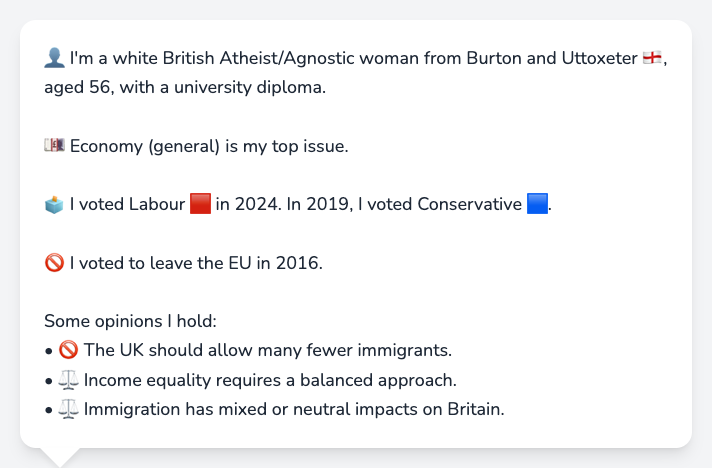 👤 I'm a white British Atheist/Agnostic woman from Burton and Uttoxeter 🏴󠁧󠁢󠁥󠁮󠁧󠁿,
aged 56, with a university diploma.
💷 Economy (general) is my top issue.
🗳️ I voted Labour 🟥 in 2024. In 2019, I voted Conservative 🟦.
🚫 I voted to leave the EU in 2016.
Some opinions I hold:
• 🚫 The UK should allow many fewer immigrants.
• ⚖️ Income equality requires a balanced approach.
• ⚖️ Immigration has mixed or neutral impacts on Britain.